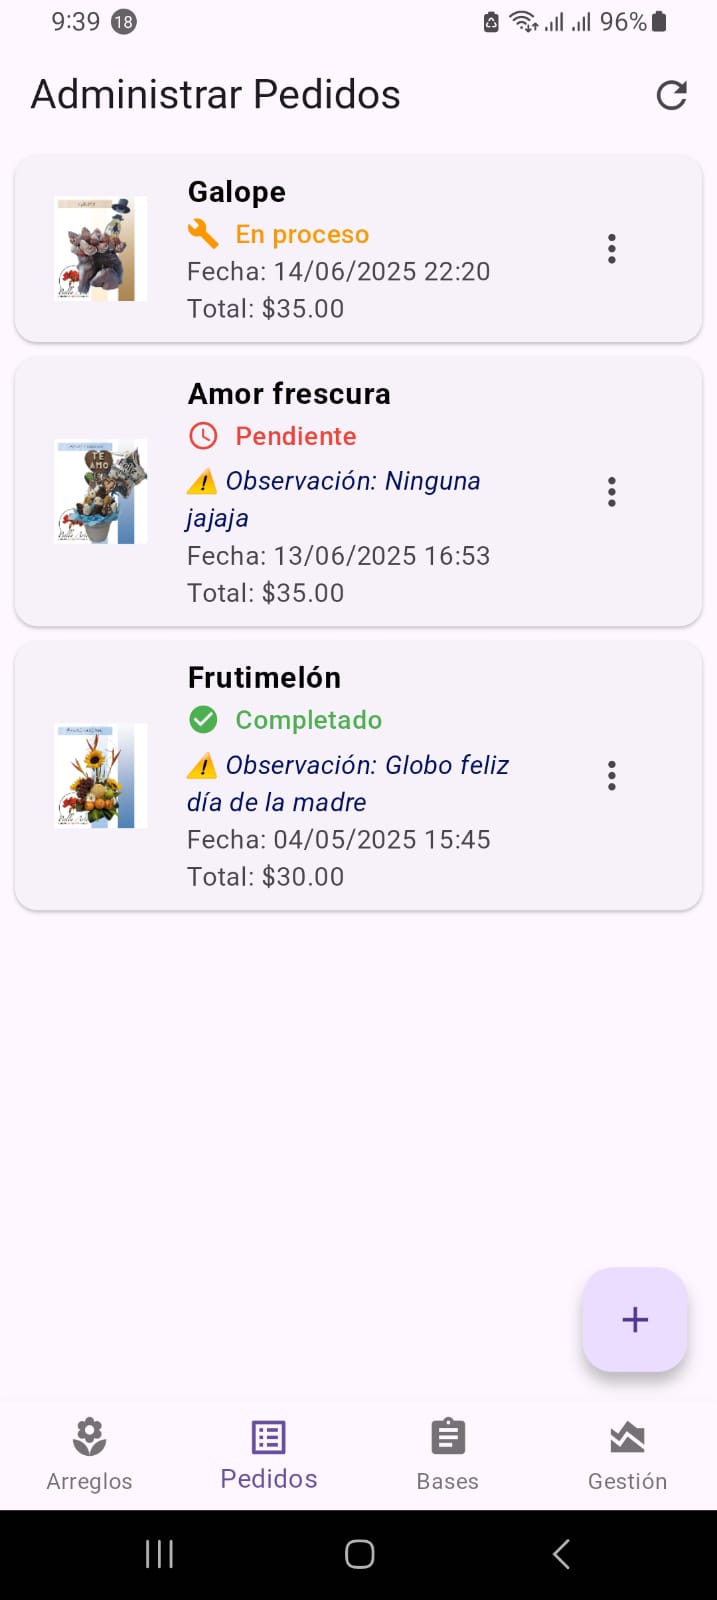 9:39 18 96%
Administrar Pedidos
Galope
En proceso
Fecha: 14/06/2025 22:20
Total: $35.00
Amor frescura
Pendiente
⚠️ Observación: Ninguna
jajaja
Fecha: 13/06/2025 16:53
Total: $35.00
TE
AMO
Frutimelón
Completado
⚠️ Observación: Globo feliz
día de la madre
Fecha: 04/05/2025 15:45
Total: $30.00
+
Arreglos
Pedidos
Bases
Gestión